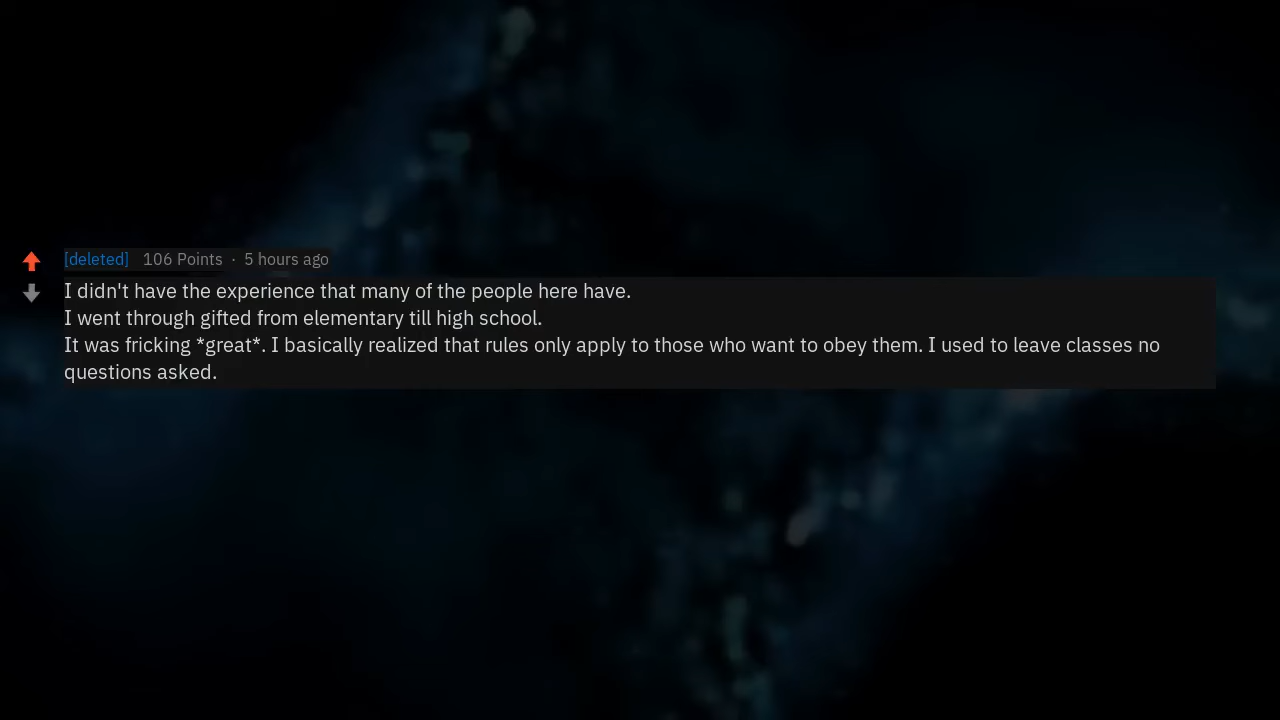 [deleted] 106 Points · 5 hours ago
I didn't have the experience that many of the people here have.
I went through gifted from elementary till high school.
It was fricking *great*. I basically realized that rules only apply to those who want to obey them. I used to leave classes no
questions asked.